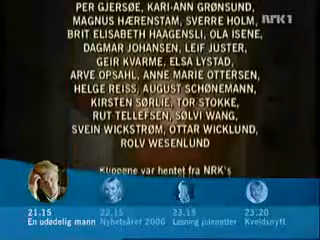 nrk1
PER GJERSØE, KARI-ANN GRØNSUND,
MAGNUS HÆRENSTAM, SVERRE HOLM,
BRIT ELISABETH HAAGENSLI, OLA ISENE,
DAGMAR JOHANSEN, LEIF JUSTER,
GEIR KVARME, ELSA LYSTAD,
ARVE OPSAHL, ANNE MARIE OTTERSEN,
HELGE REISS, AUGUST SCHØNEMANN,
KIRSTEN SØRLIE, TOR STOKKE,
RUT TELLEFSEN, SØLVI WANG,
SVEIN WICKSTRØM, OTTAR WICKLUND,
ROLV WESENLUND
Klippene var hentet fra NRK's
21.15 22.15 23.15 23.20
En udødelig mann Nyhetsåret 2006 Løsning julenøtter Kveldsnytt